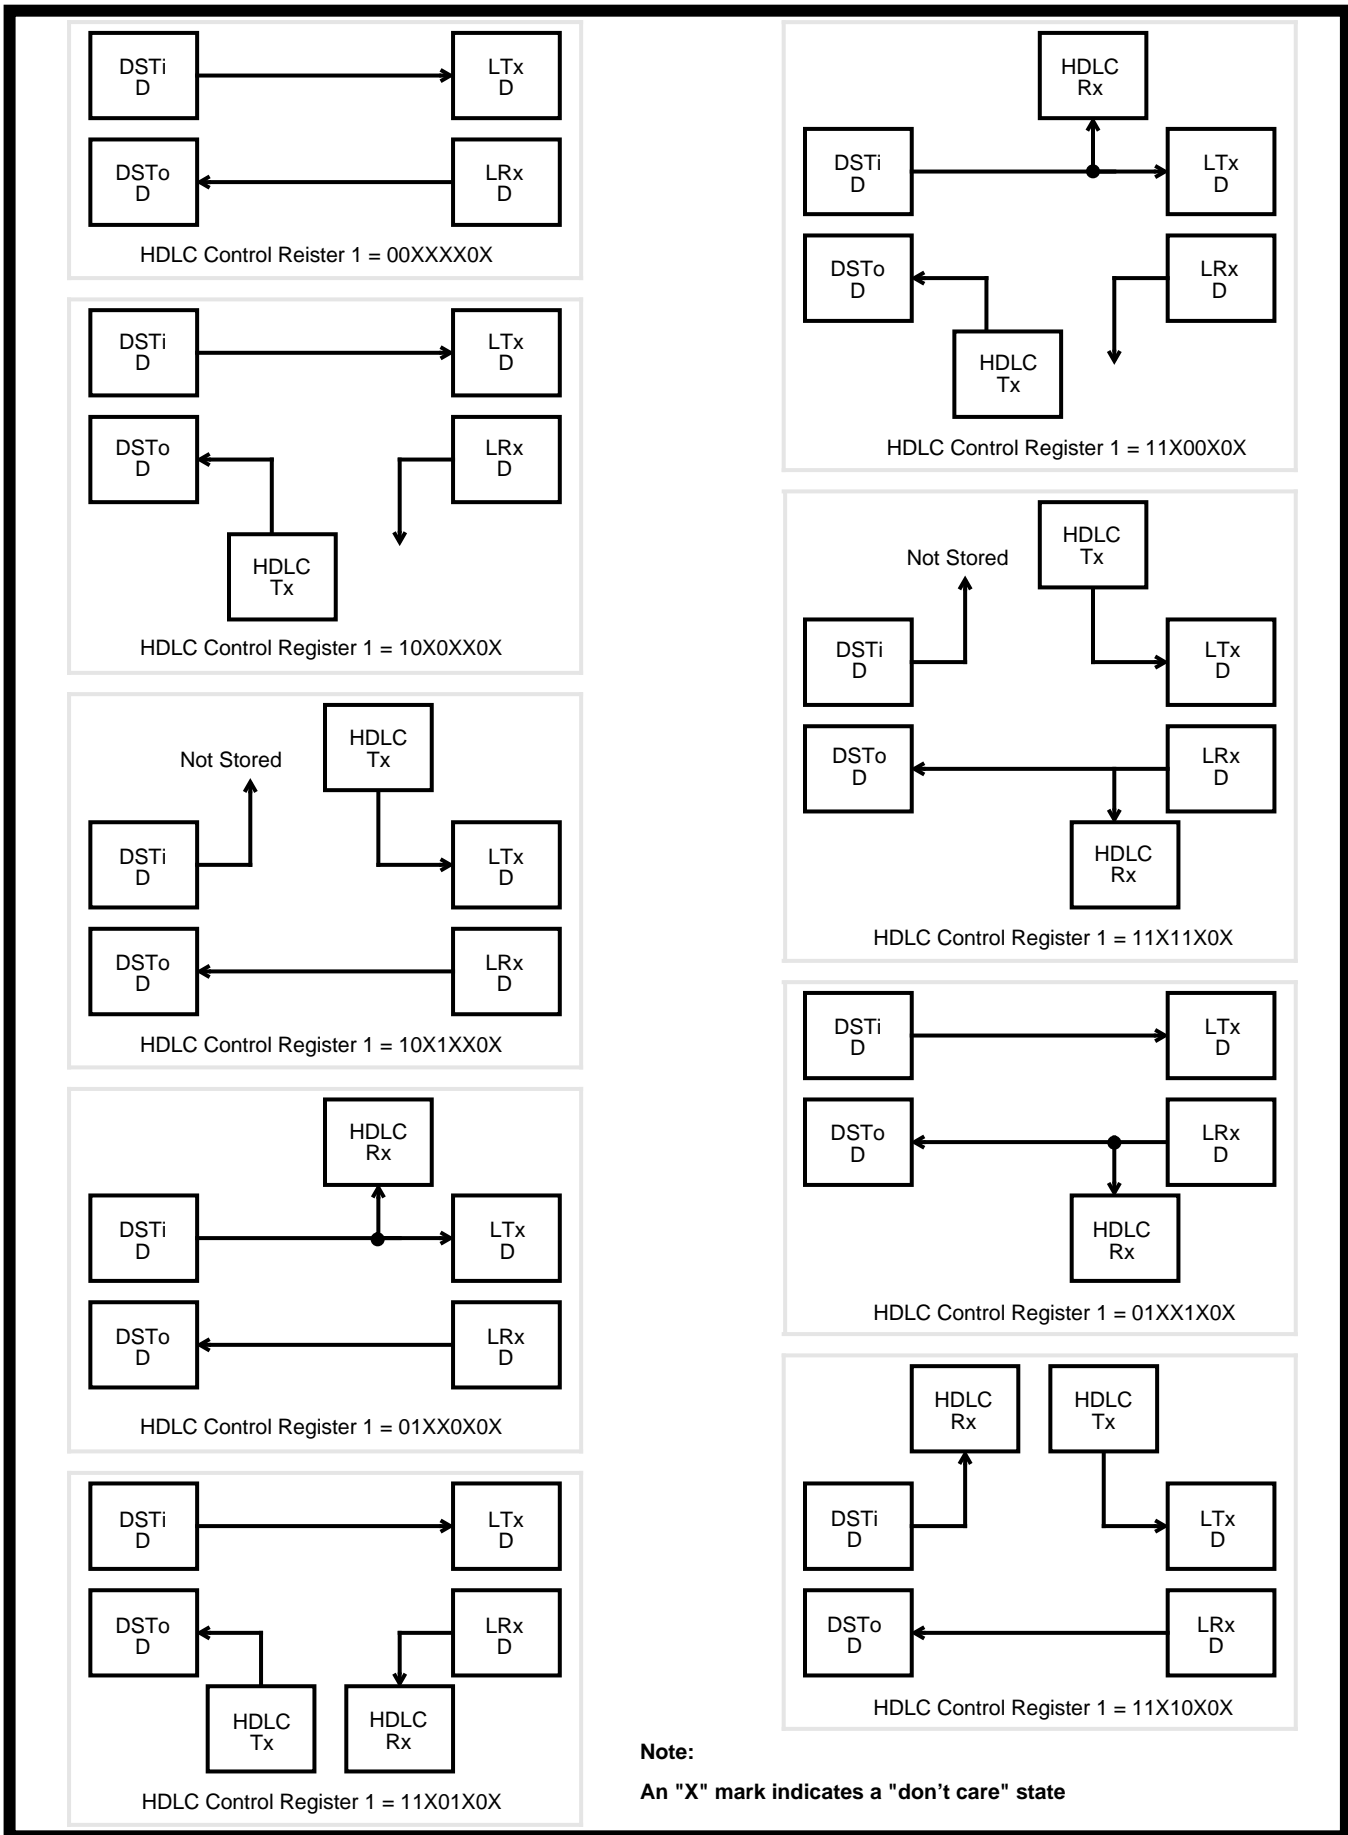 DSTi
D
LTx
D
DSTo
D
LRx
D
HDLC Control Reister 1 = 00XXXX0X
DSTi
D
LTx
D
DSTo
D
LRx
D
HDLC
Tx
HDLC Control Register 1 = 10X0XX0X
Not Stored
HDLC
Tx
DSTi
D
LTx
D
DSTo
D
LRx
D
HDLC Control Register 1 = 10X1XX0X
HDLC
Rx
DSTi
D
LTx
D
DSTo
D
LRx
D
HDLC Control Register 1 = 01XX0X0X
DSTi
D
LTx
D
DSTo
D
LRx
D
HDLC
Tx
HDLC
Rx
HDLC Control Register 1 = 11X01X0X
HDLC
Rx
DSTi
D
LTx
D
DSTo
D
LRx
D
HDLC
Tx
HDLC Control Register 1 = 11X00X0X
Not Stored
HDLC
Tx
DSTi
D
LTx
D
DSTo
D
LRx
D
HDLC
Rx
HDLC Control Register 1 = 11X11X0X
DSTi
D
LTx
D
DSTo
D
LRx
D
HDLC
Rx
HDLC Control Register 1 = 01XX1X0X
HDLC
Rx
HDLC
Tx
DSTi
D
LTx
D
DSTo
D
LRx
D
HDLC Control Register 1 = 11X10X0X
Note:
An "X" mark indicates a "don’t care" state